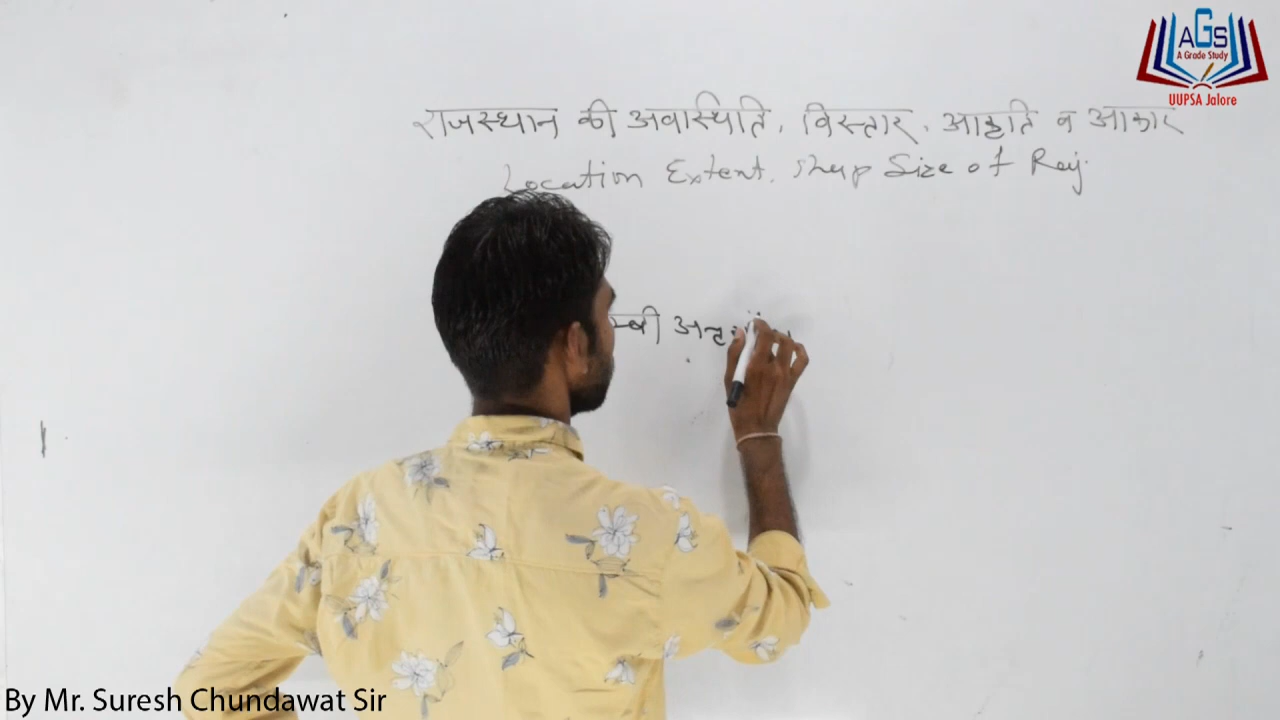 AGS
A Grade Study
UUPSA Jalore
राजस्थान की अवास्थिति, विस्तार, आकृति व आकार
Location Extent, Shap Size of Raj.
By Mr. Suresh Chundawat Sir